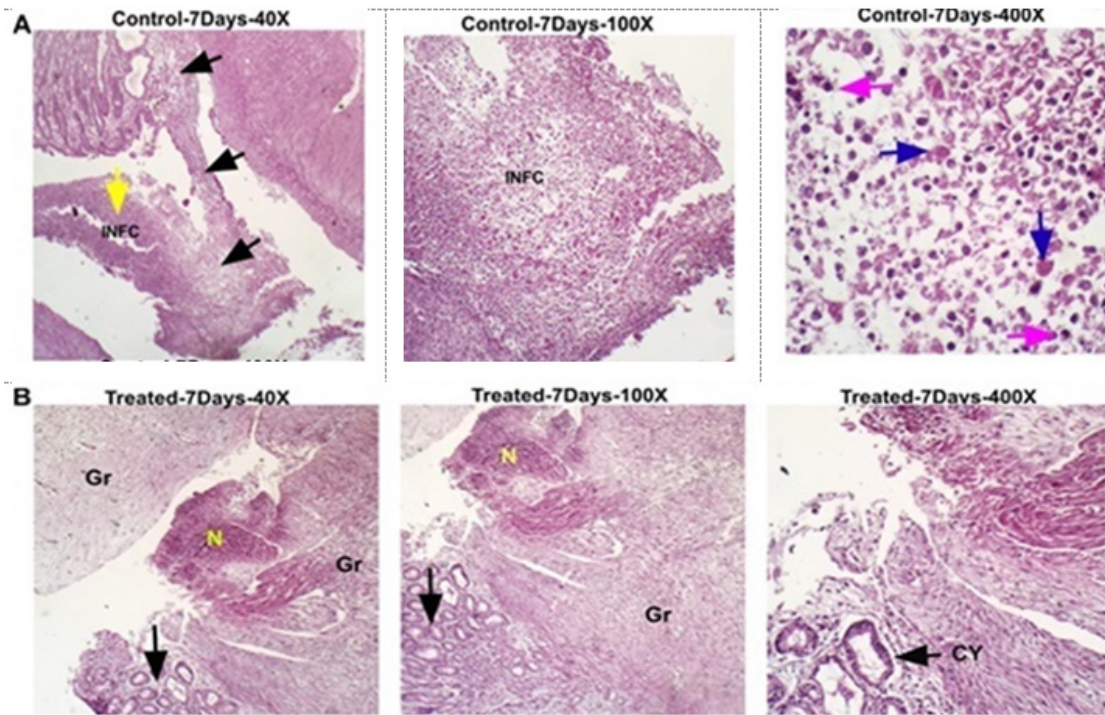 A
Control-7Days-40X
Control-7Days-100X
Control-7Days-400X
INFC
INFC
B
Treated-7Days-40X
Treated-7Days-100X
Treated-7Days-400X
Gr
N
Gr
N
Gr
CY